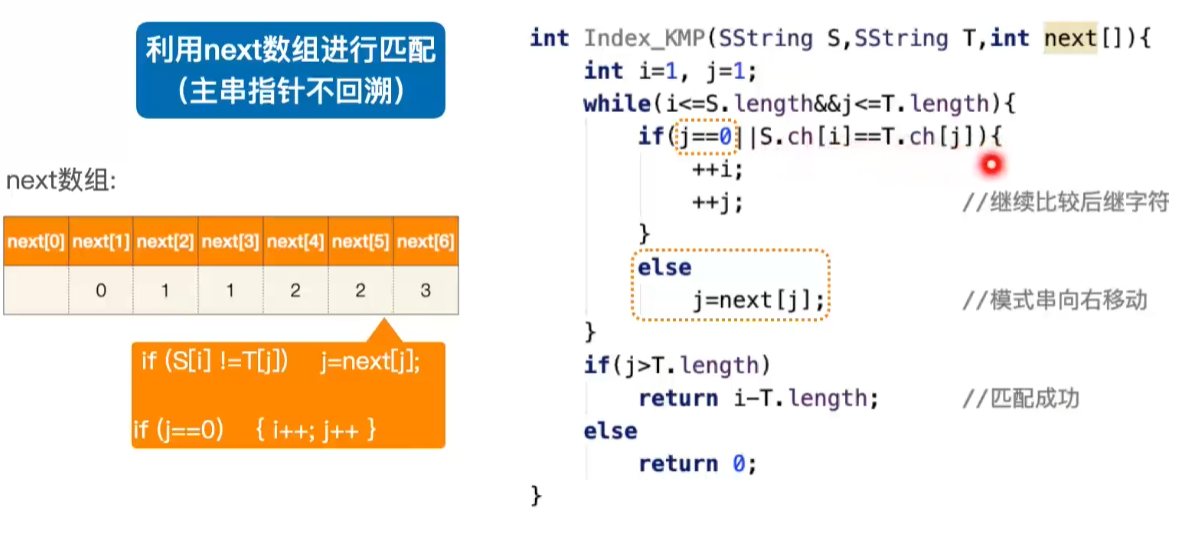 利用next数组进行匹配
（主串指针不回溯）
next数组:
next[0] next[1] next[2] next[3] next[4] next[5] next[6]
0 1 1 2 2 3
if (S[i] !=T[j]) j=next[j];
if (j==0) { i++; j++ }
int Index_KMP(SString S,SString T,int next[]){
int i=1, j=1;
while(i<=S.length&&j<=T.length){
if(j==0||S.ch[i]==T.ch[j]){
++i;
++j; //继续比较后继字符
}
else
j=next[j]; //模式串向右移动
}
if(j>T.length)
return i-T.length; //匹配成功
else
return 0;
}